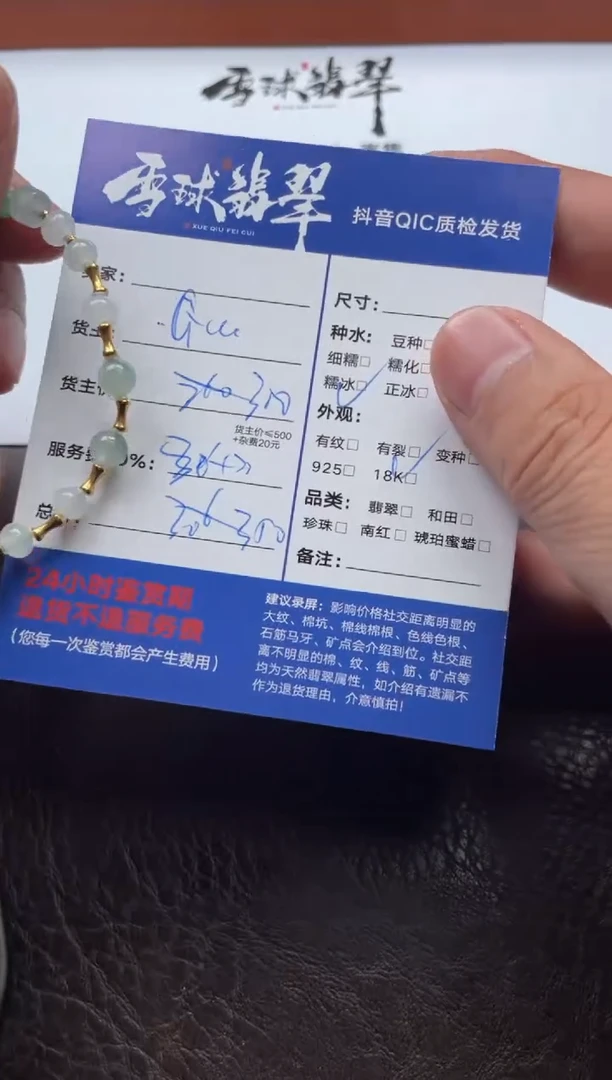 雪球翡翠
雪球翡翠
XUE QIU FEI CUI
抖音QIC质检发货
家:
货主
货主
货主价≤500
+杂费20元
服务 0%:
总
尺寸:
种水: 豆种
细糯 糯化
糯冰 正冰
外观:
有纹 有裂 变种
925 18K
品类: 翡翠 和田
珍珠 南红 琥珀蜜蜡
备注:
24小时鉴赏期
退货不退服务费
(您每一次鉴赏都会产生费用)
建议录屏: 影响价格社交距离明显的
大纹、棉坑、棉线棉根、色线色根、
石筋马牙、矿点会介绍到位。社交距
离不明显的棉、纹、线、筋、矿点等
均为天然翡翠属性, 如介绍有遗漏不
作为退货理由, 介意慎拍!